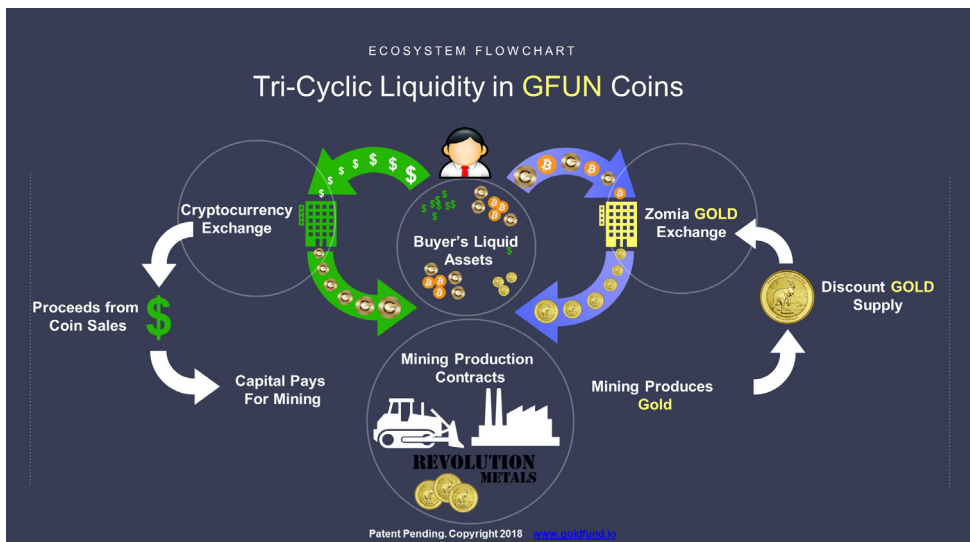 ECOSYSTEM FLOWCHART
Tri-Cyclic Liquidity in GFUN Coins
Cryptocurrency
Exchange
Buyer's Liquid
Assets
Zomia GOLD
Exchange
Proceeds from
Coin Sales
$
Discount GOLD
Supply
Capital Pays
For Mining
Mining Production
Contracts
Mining Produces
Gold
REVOLUTION
METALS
Patent Pending. Copyright 2018 www.goldfund.io